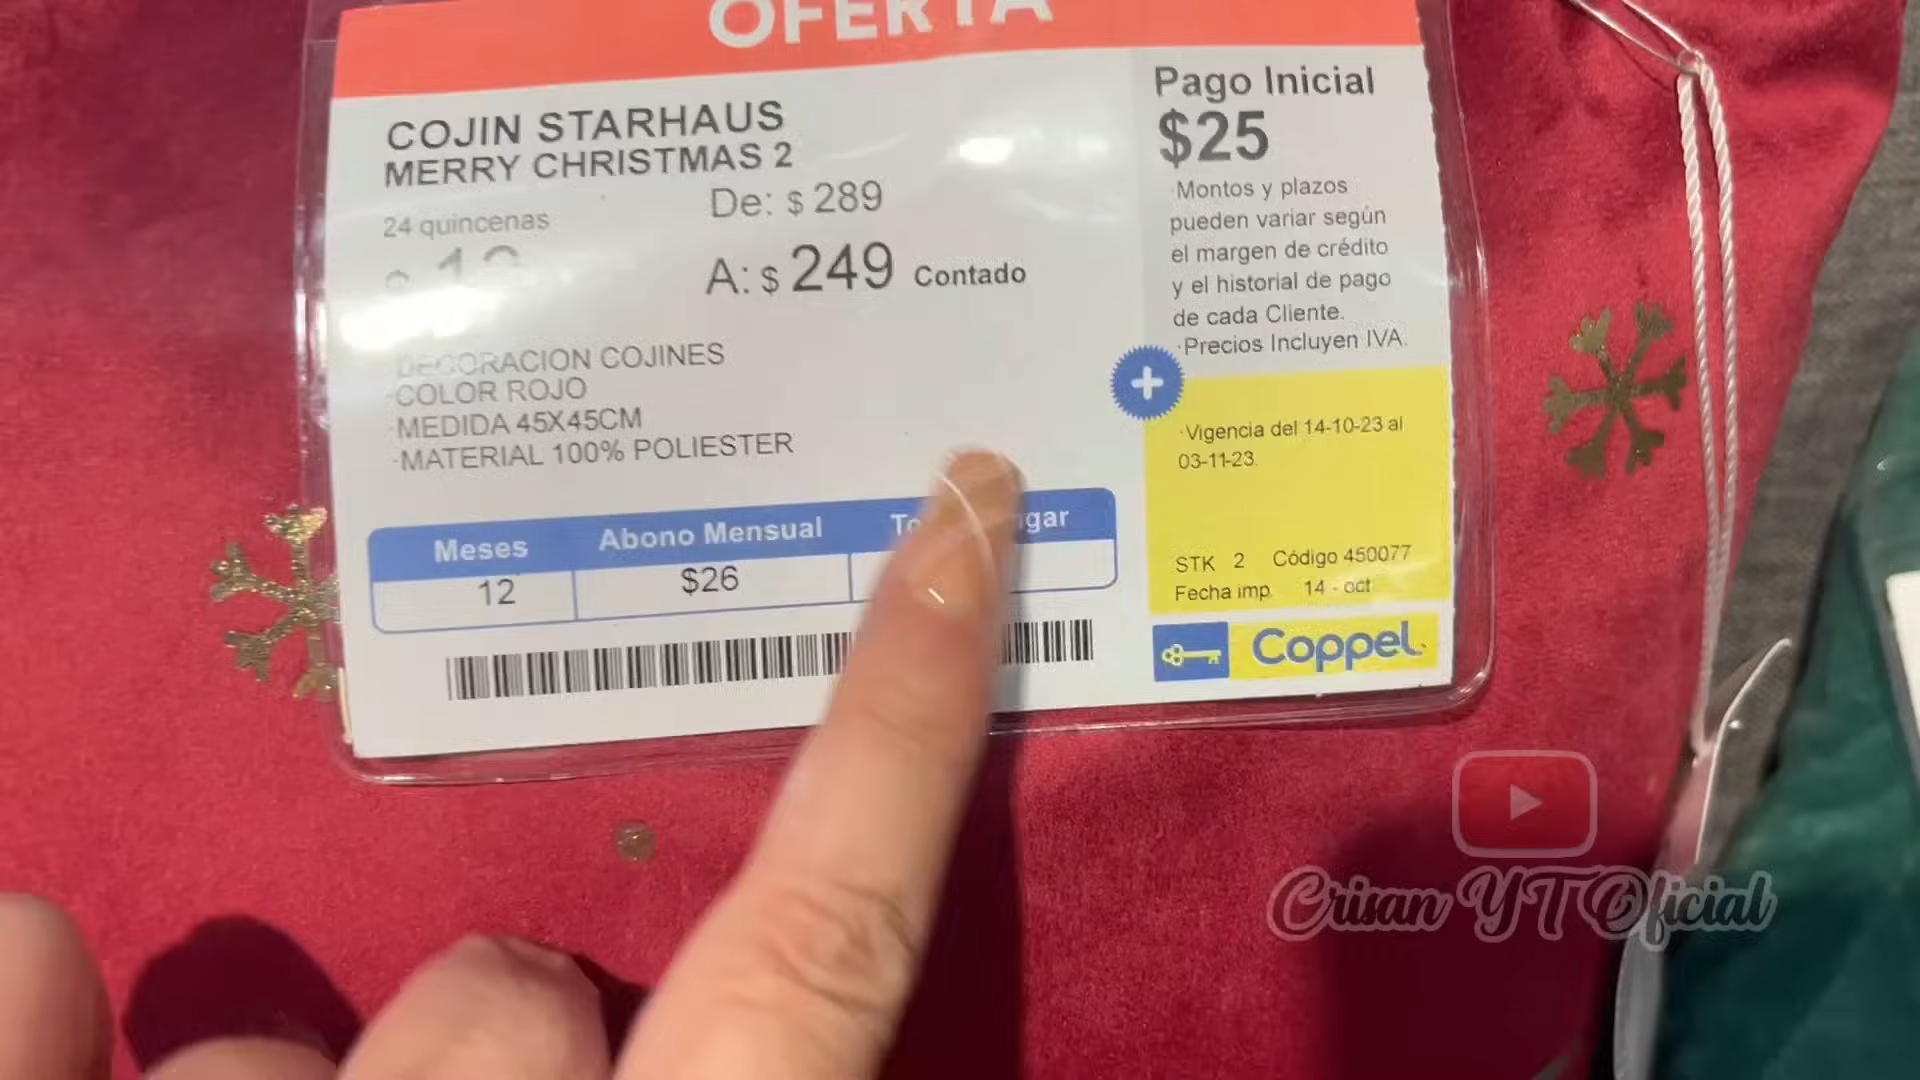 OFERTA
COJIN STARHAUS
MERRY CHRISTMAS 2
24 quincenas
De: $ 289
A: $ 249 Contado
·DECORACION COJINES
·COLOR ROJO
·MEDIDA 45X45CM
·MATERIAL 100% POLIESTER
Meses Abono Mensual
12 $26
Pago Inicial
$25
·Montos y plazos
pueden variar según
el margen de crédito
y el historial de pago
de cada Cliente.
·Precios Incluyen IVA.
+
·Vigencia del 14-10-23 al
03-11-23.
STK 2 Código 450077
Fecha imp. 14 - oct
Coppel.
Crisan YT Oficial